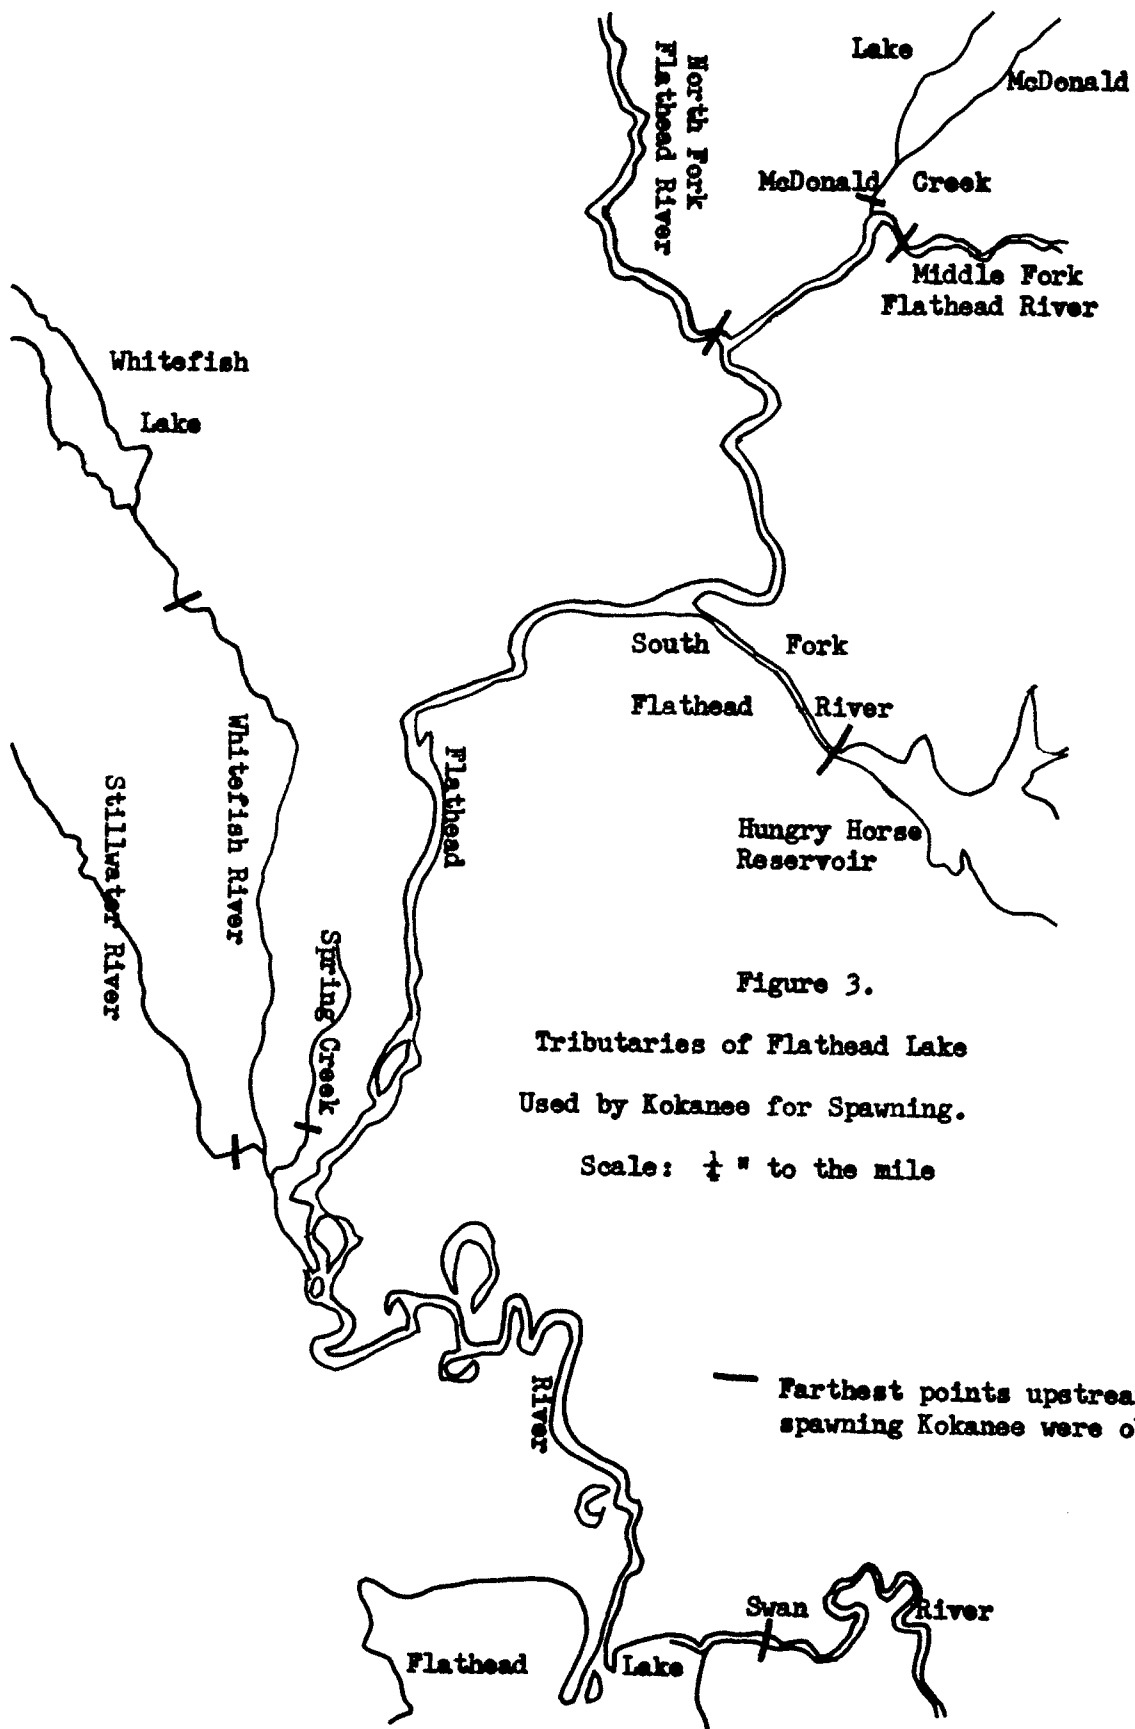 Lake
McDonald
North Fork
Flathead River
McDonald Creek
Middle Fork
Flathead River
Whitefish
Lake
South Fork
Flathead River
Flathead
Whitefish River
Stillwater River
Hungry Horse
Reservoir
Spring Creek
Figure 3.
Tributaries of Flathead Lake
Used by Kokanee for Spawning.
Scale: ¼ " to the mile
River
Farthest points upstrea
spawning Kokanee were o
Swan River
Flathead Lake